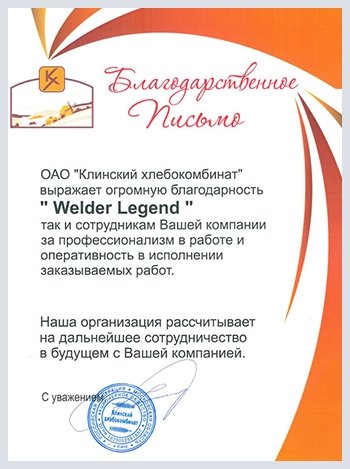 КХ
Благодарственное
Письмо
ОАО "Клинский хлебокомбинат"
выражает огромную благодарность
" Welder Legend "
так и сотрудникам Вашей компании
за профессионализм в работе и
оперативность в исполнении
заказываемых работ.
Наша организация рассчитывает
на дальнейшее сотрудничество
в будущем с Вашей компанией.
С уважением,
Клинский
хлебокомбинат